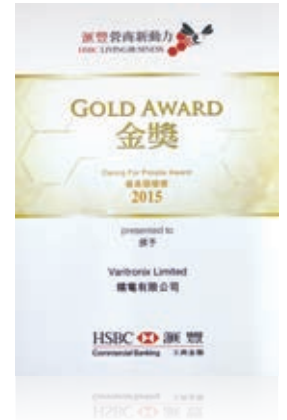 滙豐營商新動力
HSBC LIVING BUSINESS
GOLD AWARD
金獎
Caring For People Award
2015
presented to
頒予
Varitronix Limited
精電有限公司
HSBC 滙豐
Commercial Banking 工商金融